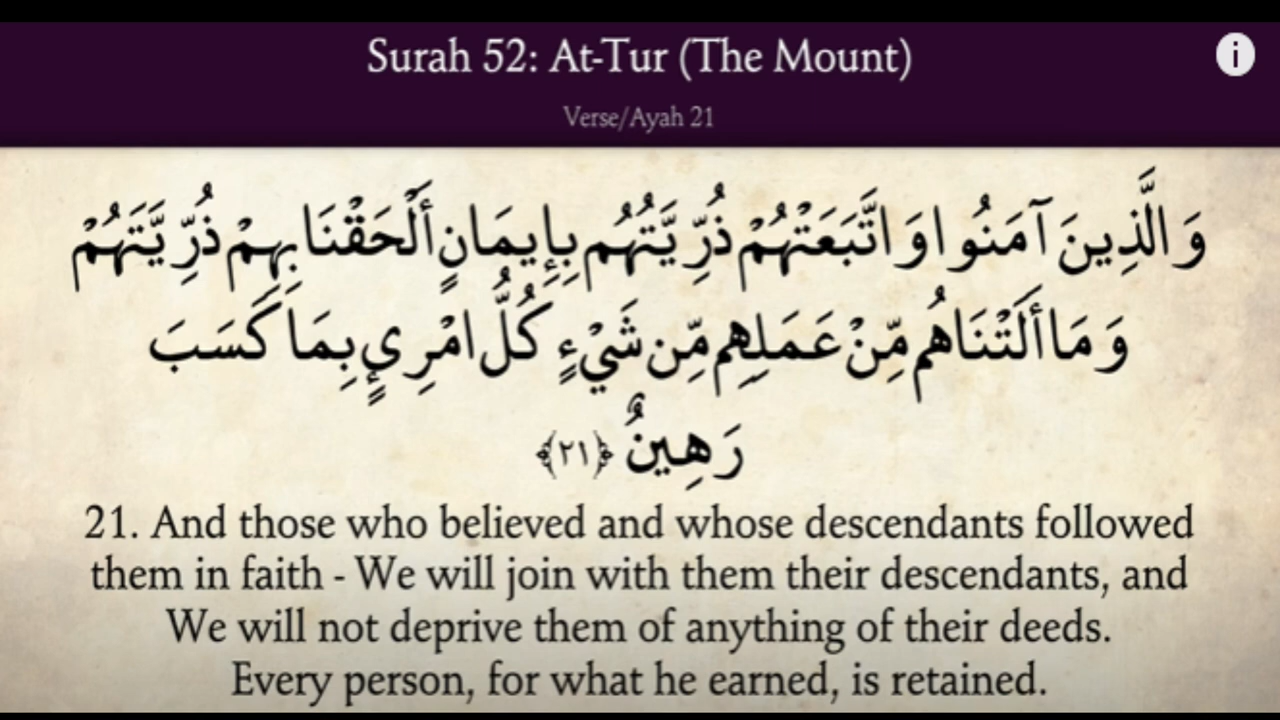 Surah 52: At-Tur (The Mount)
i
Verse/Ayah 21
وَالَّذِينَ آمَنُوا وَاتَّبَعَتْهُمْ ذُرِّيَّتُهُم بِإِيمَانٍ أَلْحَقْنَا بِهِمْ ذُرِّيَّتَهُمْ
وَمَا أَلَتْنَاهُم مِّنْ عَمَلِهِم مِّن شَيْءٍ كُلُّ امْرِئٍ بِمَا كَسَبَ
رَهِينٌ ﴿٢١﴾
21. And those who believed and whose descendants followed
them in faith - We will join with them their descendants, and
We will not deprive them of anything of their deeds.
Every person, for what he earned, is retained.